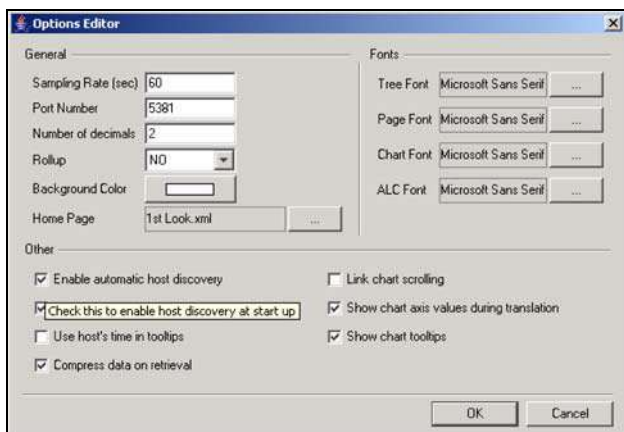 Options Editor
General
Sampling Rate (sec) 60
Port Number 5381
Number of decimals 2
Rollup NO
Background Color
Home Page 1st Look.xml ...
Fonts
Tree Font Microsoft Sans Serif ...
Page Font Microsoft Sans Serif ...
Chart Font Microsoft Sans Serif ...
ALC Font Microsoft Sans Serif ...
Other
Enable automatic host discovery
Check this to enable host discovery at start up
Use host's time in tooltips
Compress data on retrieval
Link chart scrolling
Show chart axis values during translation
Show chart tooltips
OK Cancel